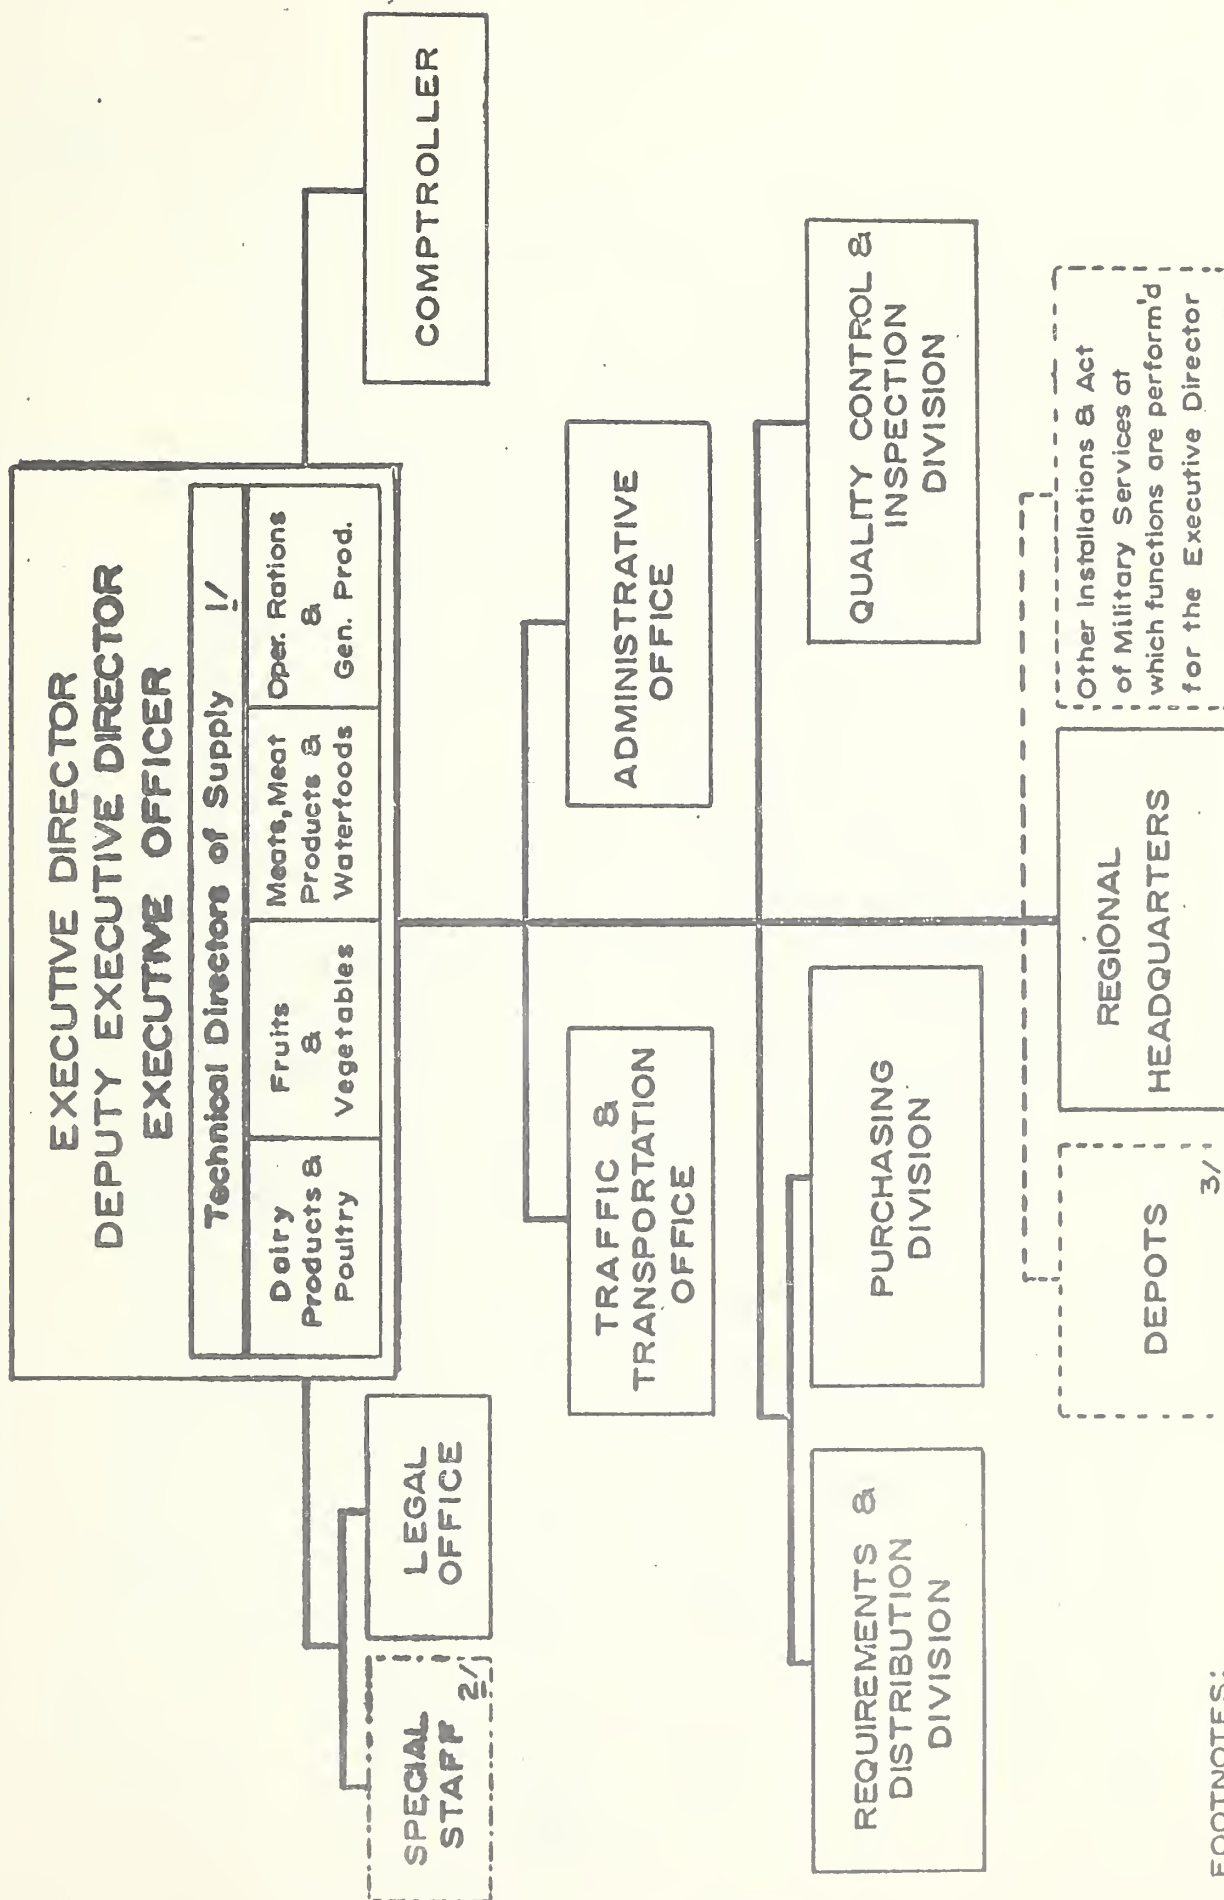 EXECUTIVE DIRECTOR
DEPUTY EXECUTIVE DIRECTOR
EXECUTIVE OFFICER
Technical Directors of Supply 1/
Dairy
Products &
Poultry
Fruits
&
Vegetables
Meats, Meat
Products &
Waterfoods
Oper. Rations
&
Gen. Prod.
SPECIAL
STAFF 2/
LEGAL
OFFICE
COMPTROLLER
TRAFFIC &
TRANSPORTATION
OFFICE
ADMINISTRATIVE
OFFICE
REQUIREMENTS &
DISTRIBUTION
DIVISION
PURCHASING
DIVISION
QUALITY CONTROL &
INSPECTION
DIVISION
DEPOTS
3/
REGIONAL
HEADQUARTERS
Other Installations & Act
of Military Services at
which functions are perform'd
for the Executive Director
FOOTNOTES: